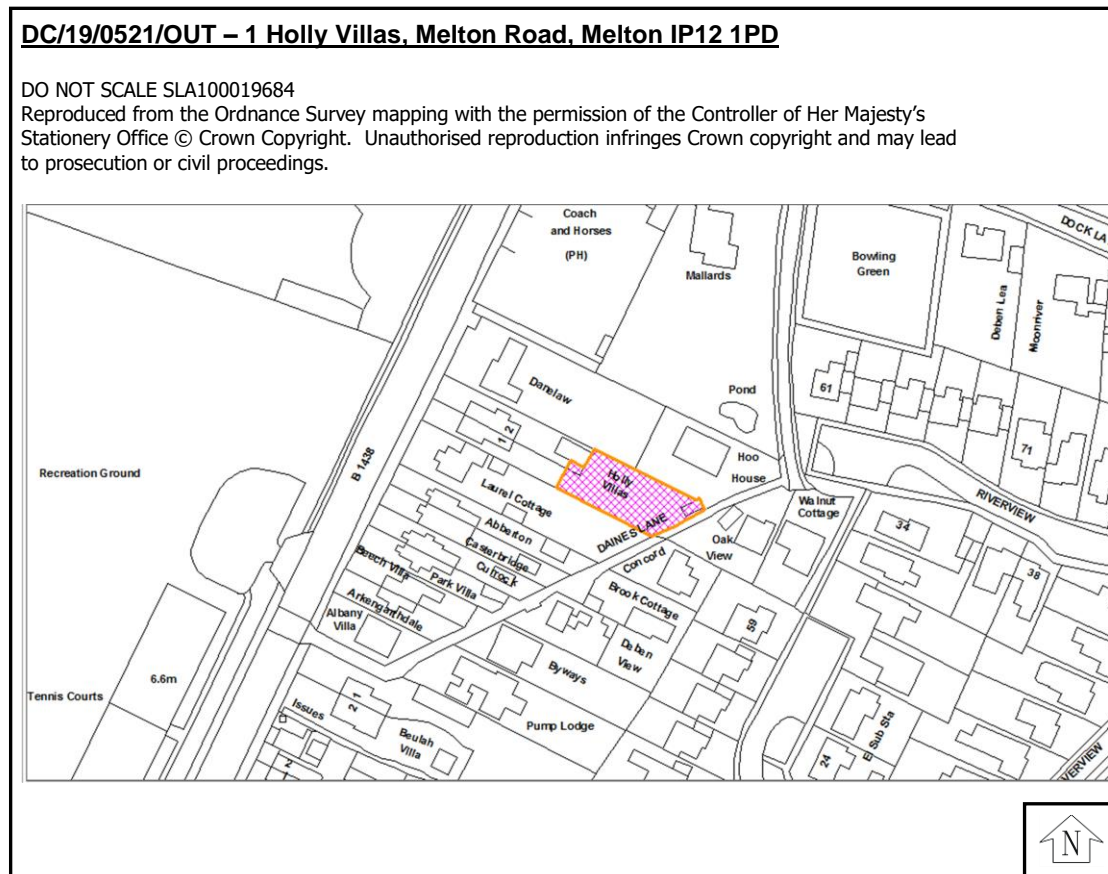 DC/19/0521/OUT – 1 Holly Villas, Melton Road, Melton IP12 1PD
DO NOT SCALE SLA100019684
Reproduced from the Ordnance Survey mapping with the permission of the Controller of Her Majesty's
Stationery Office © Crown Copyright. Unauthorised reproduction infringes Crown copyright and may lead
to prosecution or civil proceedings.
Coach
and Horses
(PH)
Mallards
Bowling
Green
DOCK LA
Deben Lea
Moonriver
Danelaw
Pond
61
71
1 2
B 1438
Recreation Ground
Holly
Villas
Hoo
House
Laurel Cottage
Walnut
Cottage
RIVERVIEW
Abberton
DAINES LANE
Oak
View
34
Casterbridge
Concord
Cutrock
38
Beech Villa
Park Villa
Brook Cottage
Arkengarthdale
59
Albany
Villa
Deben
View
6.6m
Byways
Tennis Courts
Issues
2 1
Pump Lodge
El Sub Sta
Beulah
Villa
24
2
1
VERVIEW
N